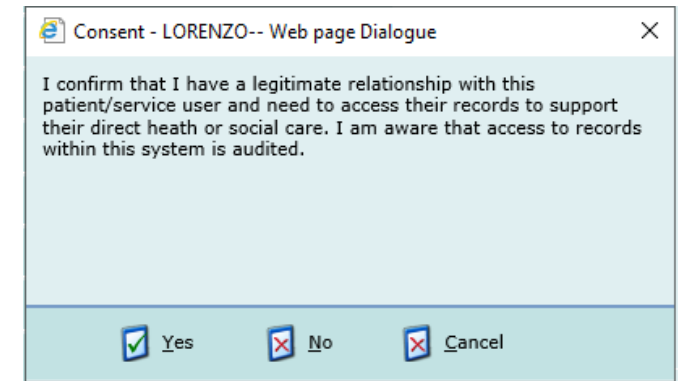 Consent - LORENZO-- Web page Dialogue
I confirm that I have a legitimate relationship with this
patient/service user and need to access their records to support
their direct heath or social care. I am aware that access to records
within this system is audited.
Yes No Cancel